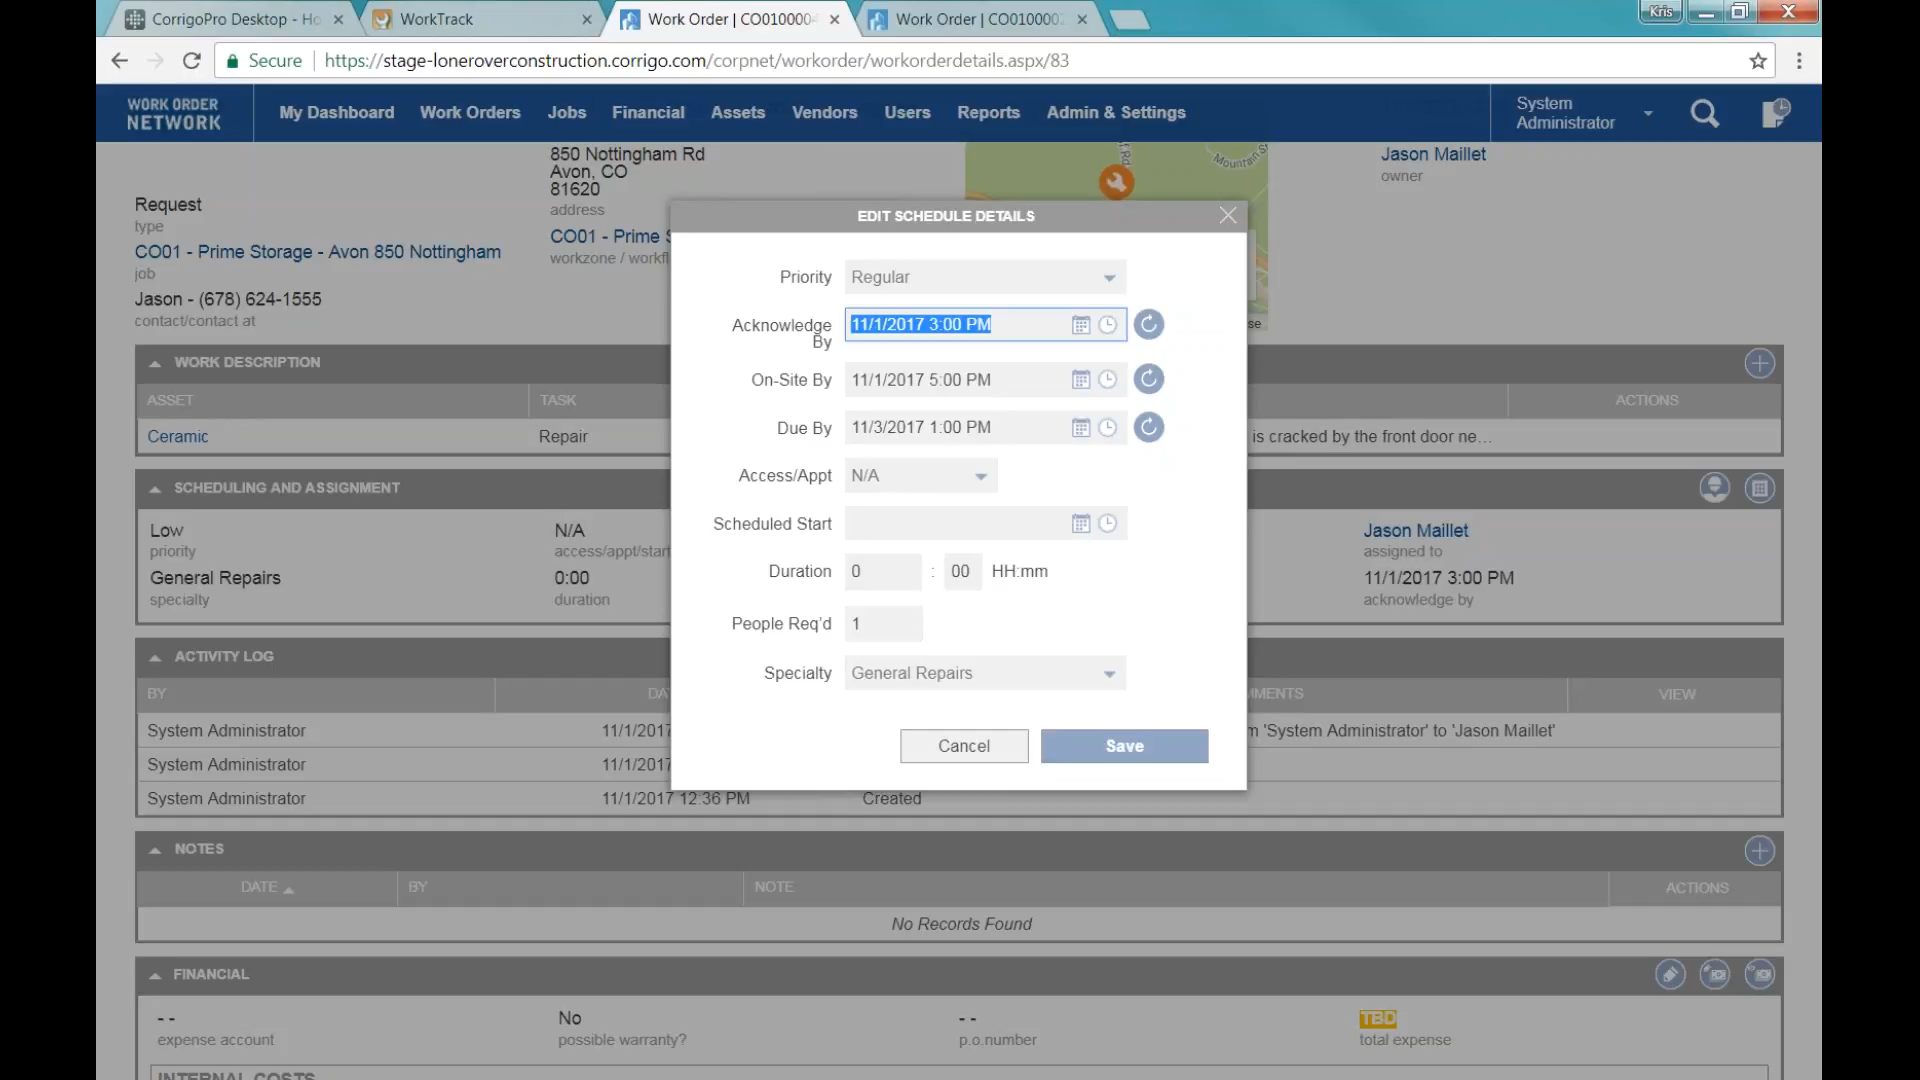 CorrigoPro Desktop - Ho
WorkTrack
Work Order | CO0100004
Work Order | CO010000
Kris
Secure
https://stage-loneroverconstruction.corrigo.com/corpnet/workorder/workorderdetails.aspx/83
WORK ORDER
NETWORK
My Dashboard
Work Orders
Jobs
Financial
Assets
Vendors
Users
Reports
Admin & Settings
System
Administrator
850 Nottingham Rd
Avon, CO
81620
address
Jason Maillet
owner
Request
type
CO01 - Prime Storage - Avon 850 Nottingham
job
CO01 - Prime S
workzone / workfl
Jason - (678) 624-1555
contact/contact at
EDIT SCHEDULE DETAILS
Priority
Regular
Acknowledge
By
11/1/2017 3:00 PM
On-Site By
11/1/2017 5:00 PM
Due By
11/3/2017 1:00 PM
Access/Appt
N/A
Scheduled Start
Duration
0 : 00 HH:mm
People Req'd
1
Specialty
General Repairs
Cancel
Save
WORK DESCRIPTION
ASSET
TASK
ACTIONS
Ceramic
Repair
is cracked by the front door ne…
SCHEDULING AND ASSIGNMENT
Low
priority
N/A
access/appt/start
Jason Maillet
assigned to
General Repairs
specialty
0:00
duration
11/1/2017 3:00 PM
acknowledge by
ACTIVITY LOG
BY
DA
MMENTS
VIEW
System Administrator
11/1/2017
m 'System Administrator' to 'Jason Maillet'
System Administrator
11/1/2017
System Administrator
11/1/2017 12:36 PM
Created
NOTES
DATE
BY
NOTE
ACTIONS
No Records Found
FINANCIAL
- -
expense account
No
possible warranty?
- -
p.o.number
TBD
total expense
INTERNAL COSTS